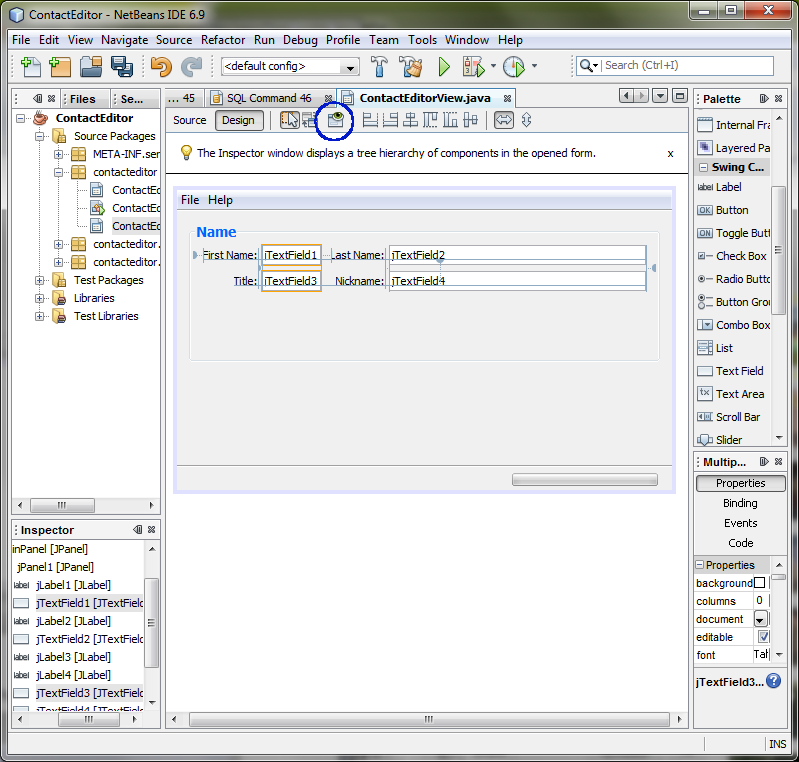 ContactEditor - NetBeans IDE 6.9
File Edit View Navigate Source Refactor Run Debug Profile Team Tools Window Help
<default config>
Search (Ctrl+I)
Files
Se...
... 45
SQL Command 46
ContactEditorView.java
Source
Design
The Inspector window displays a tree hierarchy of components in the opened form.
x
ContactEditor
Source Packages
META-INF.ser
contacteditor
ContactEd
ContactEd
ContactEd
contacteditor.
contacteditor.
Test Packages
Libraries
Test Libraries
File Help
Name
First Name: jTextField1 Last Name: jTextField2
Title: jTextField3 Nickname: jTextField4
Inspector
inPanel [JPanel]
jPanel1 [JPanel]
label jLabel1 [JLabel]
jTextField1 [JTextField
label jLabel2 [JLabel]
jTextField2 [JTextField
label jLabel3 [JLabel]
label jLabel4 [JLabel]
jTextField3 [JTextField
jTextField4 [JTextField
Palette
Internal Fra
Layered Pa
Swing C...
label Label
OK Button
ON Toggle Butt
Check Box
Radio Butto
Button Grou
Combo Box
List
Text Field
tx Text Area
Scroll Bar
Slider
Multip...
Properties
Binding
Events
Code
Properties
background
columns 0
document
editable
font Tah
jTextField3...
INS